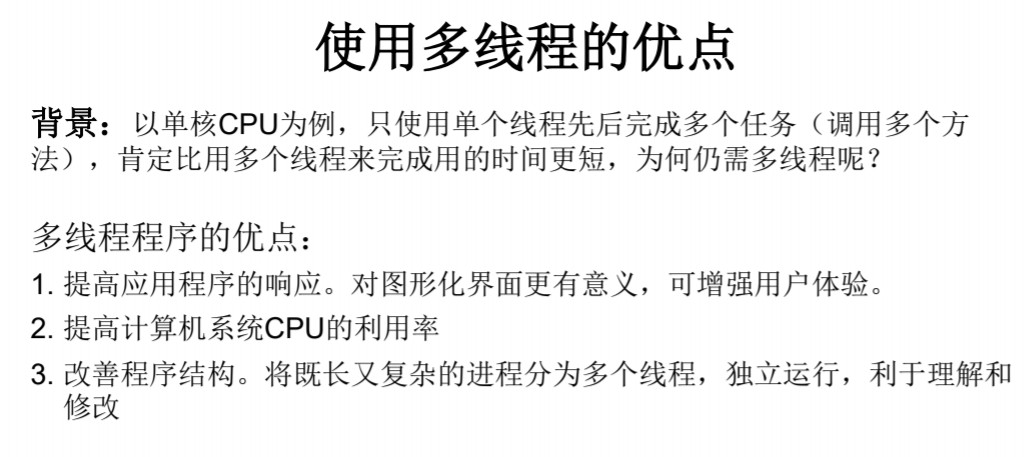 使用多线程的优点
背景：以单核CPU为例，只使用单个线程先后完成多个任务（调用多个方
法），肯定比用多个线程来完成用的时间更短，为何仍需多线程呢？
多线程程序的优点：
1. 提高应用程序的响应。对图形化界面更有意义，可增强用户体验。
2. 提高计算机系统CPU的利用率
3. 改善程序结构。将既长又复杂的进程分为多个线程，独立运行，利于理解和
修改